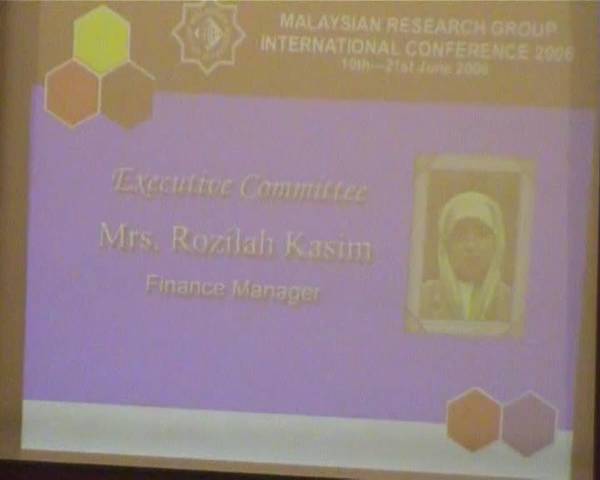 MALAYSIAN RESEARCH GROUP
INTERNATIONAL CONFERENCE 2006
19th—21st June 2006
Executive Committee
Mrs. Rozilah Kasim
Finance Manager